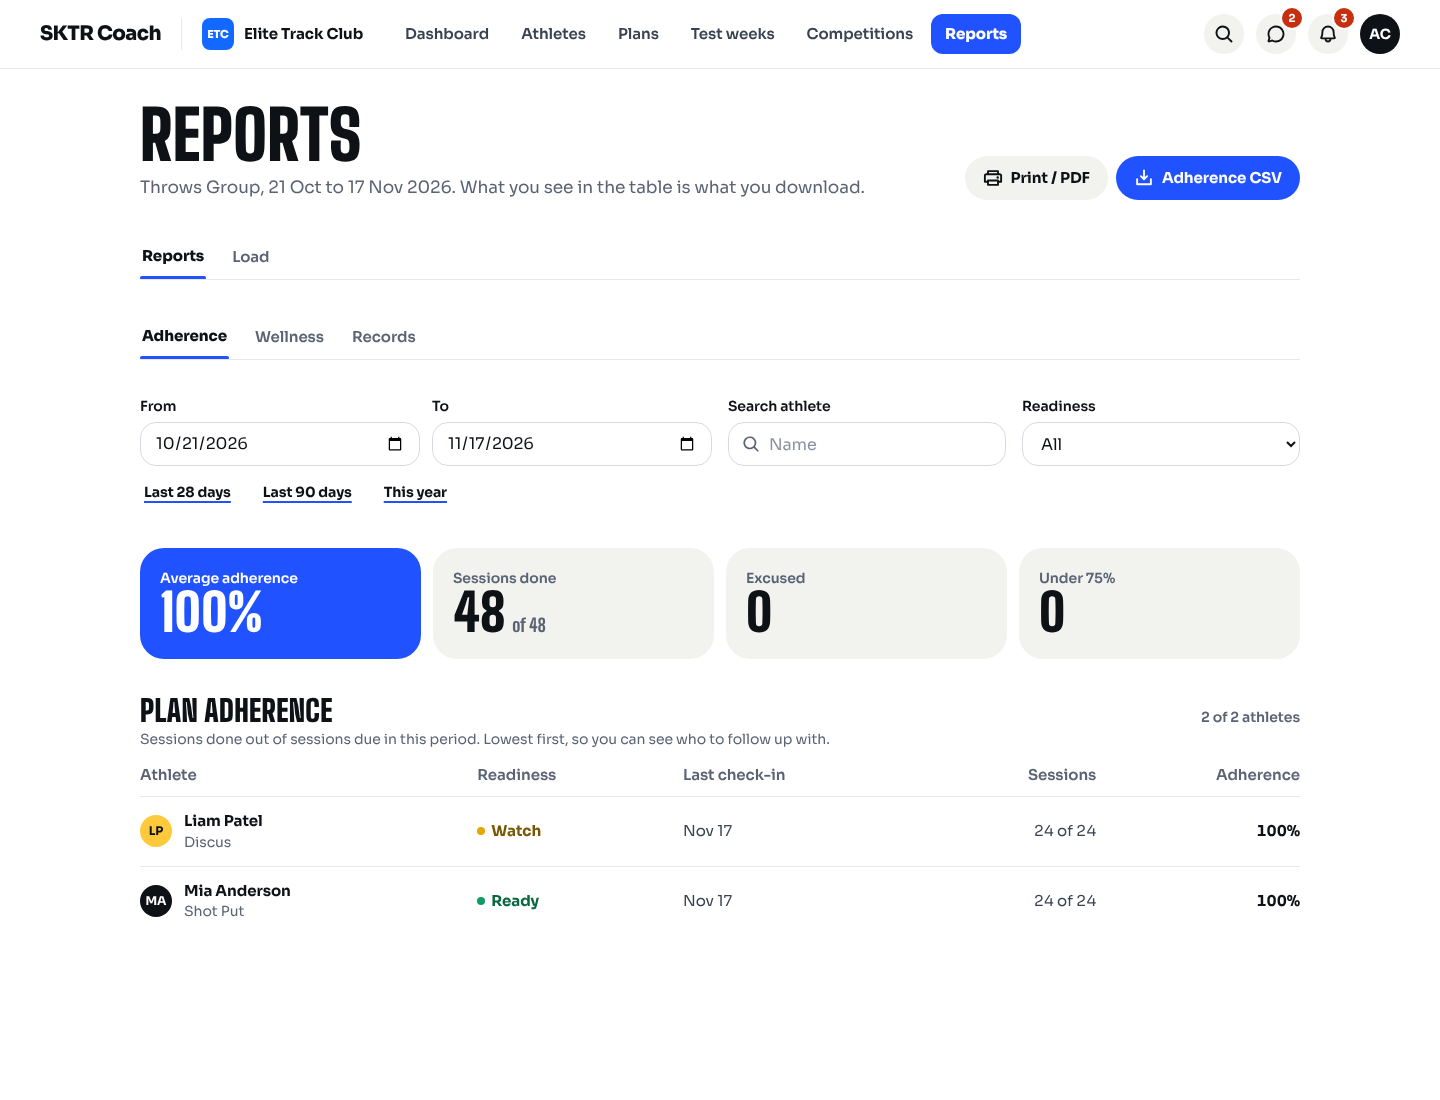 SKTR Coach
ETC
Elite Track Club
Dashboard
Athletes
Plans
Test weeks
Competitions
Reports
2
3
AC
REPORTS
Throws Group, 21 Oct to 17 Nov 2026. What you see in the table is what you download.
Print / PDF
Adherence CSV
Reports
Load
Adherence
Wellness
Records
From
To
Search athlete
Readiness
10/21/2026
11/17/2026
Name
All
Last 28 days
Last 90 days
This year
Average adherence
100%
Sessions done
48 of 48
Excused
0
Under 75%
0
PLAN ADHERENCE
2 of 2 athletes
Sessions done out of sessions due in this period. Lowest first, so you can see who to follow up with.
Athlete
Readiness
Last check-in
Sessions
Adherence
LP
Liam Patel
Discus
Watch
Nov 17
24 of 24
100%
MA
Mia Anderson
Shot Put
Ready
Nov 17
24 of 24
100%